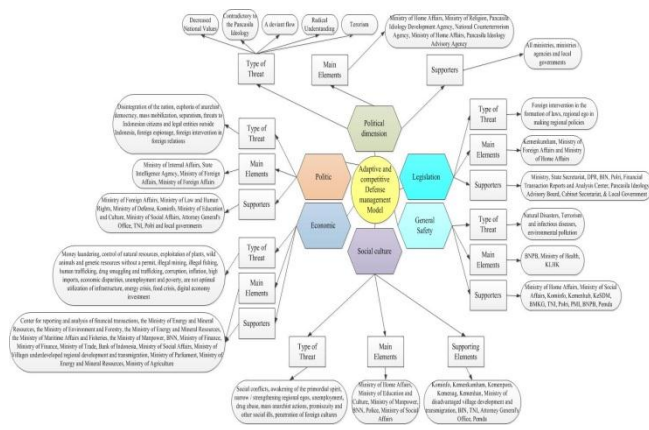 Decreased
National Values
Contradictory to
the Pancasila
Ideology
A deviant flow
Radical
Understanding
Terorism
Ministry of Home Affairs, Ministry of Religion, Pancasila
Ideology Development Agency, National Counterterrorism
Agency, Ministry of Home Affairs, Pancasila Ideology
Advisory Agency
All ministries, ministries
agencies and local
governments
Type of
Threat
Main
Elements
Supporters
Political
dimension
Disintegration of the nation, euphoria of anarchist
democracy, mass mobilization, separatism, threats to
Indonesian citizens and legal entities outside
Indonesia, foreign espionage, foreign intervention in
foreign relations
Type of
Threat
Ministry of Internal Affairs, State
Intelligence Agency, Ministry of Foreign
Affairs, Ministry of Foreign Affairs
Main
Elements
Ministry of Foreign Affairs, Ministry of Law and Human
Rights, Ministry of Defense, Kominfo, Ministry of Education
and Culture, Ministry of Social Affairs, Attorney General's
Office, TNI, Polri and local governments
Supporters
Politic
Adaptive and
competitive
Defense
management
Model
Legislation
Type of
Threat
Foreign intervention in the
formation of laws, regional ego in
making regional policies
Main
Elements
Kemenkumham, Ministry of
Foreign Affairs and Ministry of
Home Affairs
Supporters
Ministry, State Secretariat, DPR, BIN, Polri, Financial
Transaction Reports and Analysis Center, Pancasila Ideology
Advisory Board, Cabinet Secretariat, & Local Government
Economic
Type of
Threat
Money laundering, control of natural resources, exploitation of plants, wild
animals and genetic resources without a permit, illegal mining, illegal fishing,
human trafficking, drug smuggling and trafficking, corruption, inflation, high
imports, economic disperities, unemployment and poverty, are not optimal
utilization of infrastructure, energy crisis, food crisis, digital economy
investment
Main
Elements
Supporters
Center for reporting and analysis of financial transactions, the Ministry of Energy and Mineral
Resources, the Ministry of Environment and Forestry, the Ministry of Energy and Mineral Resources,
the Ministry of Maritime Affairs and Fisheries, the Ministry of Manpower, BNN, Ministry of Finance,
Ministry of Finance, Ministry of Trade, Bank of Indonesia, Ministry of Social Affairs, Ministry of
Villages underdeveloped regional development and transmigration, Ministry of Parliament, Ministry of
Energy and Mineral Resources, Ministry of Agriculture
General
Safety
Type of
Threat
Natural Disasters, Terrorism
and infectious diseases,
environmental pollution
Main
Elements
BNPB, Ministry of Health,
KLHK
Supporters
Ministry of Home Affairs, Ministry of Social
Affairs, Kominfo, Kemenhub, KeSDM,
BMKG, TNI, Polri, PMI, BNPB, Pemda
Social culture
Type of
Threat
Main
Elements
Supporting
Elements
Social conflicts, awakening of the primordial spirit,
narrow / strengthening regional egos, unemployment,
drug abuse, mass anarchist actions, promiscuity and
other social ills, penetration of foreign cultures
Ministry of Home Affairs,
Ministry of Education and
Culture, Ministry of Manpower,
BNN, Police, Ministry of Social
Affairs
Kominfo, Kemenkumham, Kemenpora,
Kemenag, Kemenhan, Ministry of
disadvantaged village development and
transmigration, BIN, TNI, Attorney General's
Office, Pemda